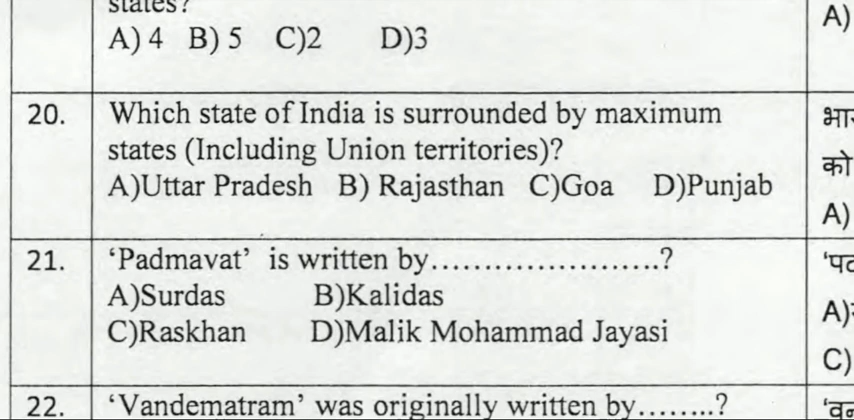 states?
A) 4 B) 5 C)2 D)3
A)
20. Which state of India is surrounded by maximum
states (Including Union territories)?
A)Uttar Pradesh B) Rajasthan C)Goa D)Punjab
को
A)
21. ‘Padmavat’ is written by......................?
A)Surdas B)Kalidas
C)Raskhan D)Malik Mohammad Jayasi
A)
C)
22. ‘Vandematram’ was originally written by........?